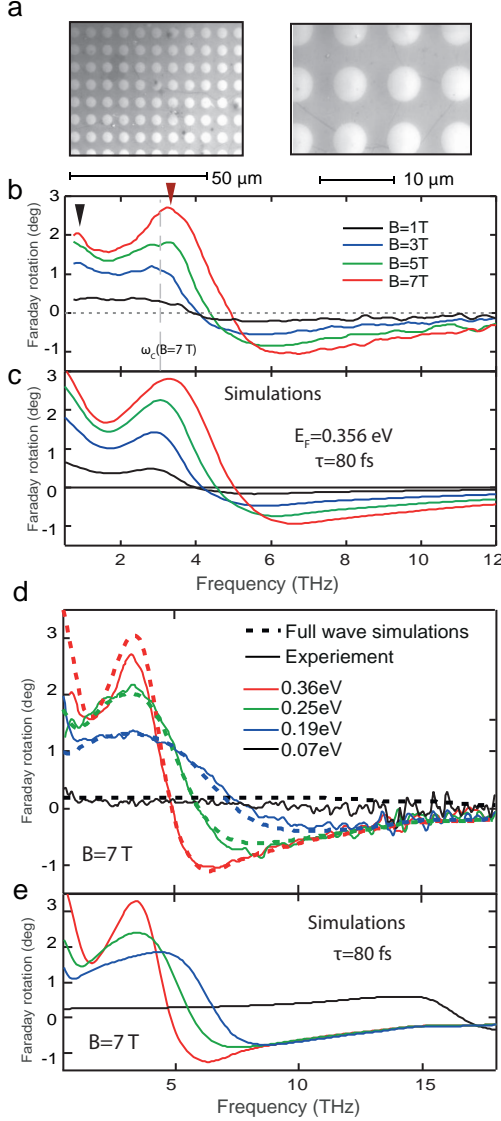 a
50 µm
10 µm
b
Faraday rotation (deg)
3
2
1
0
-1
B=1T
B=3T
B=5T
B=7T
ω_c(B=7 T)
c
Faraday rotation (deg)
2
1
0
-1
Simulations
E_F=0.356 eV
τ=80 fs
2 4 6 8 10 12
Frequency (THz)
d
Faraday rotation (deg)
3
2
1
0
-1
Full wave simulations
Experiement
0.36eV
0.25eV
0.19eV
0.07eV
B=7 T
e
Faraday rotation (deg)
3
2
1
0
-1
Simulations
τ=80 fs
B=7 T
5 10 15
Frequency (THz)